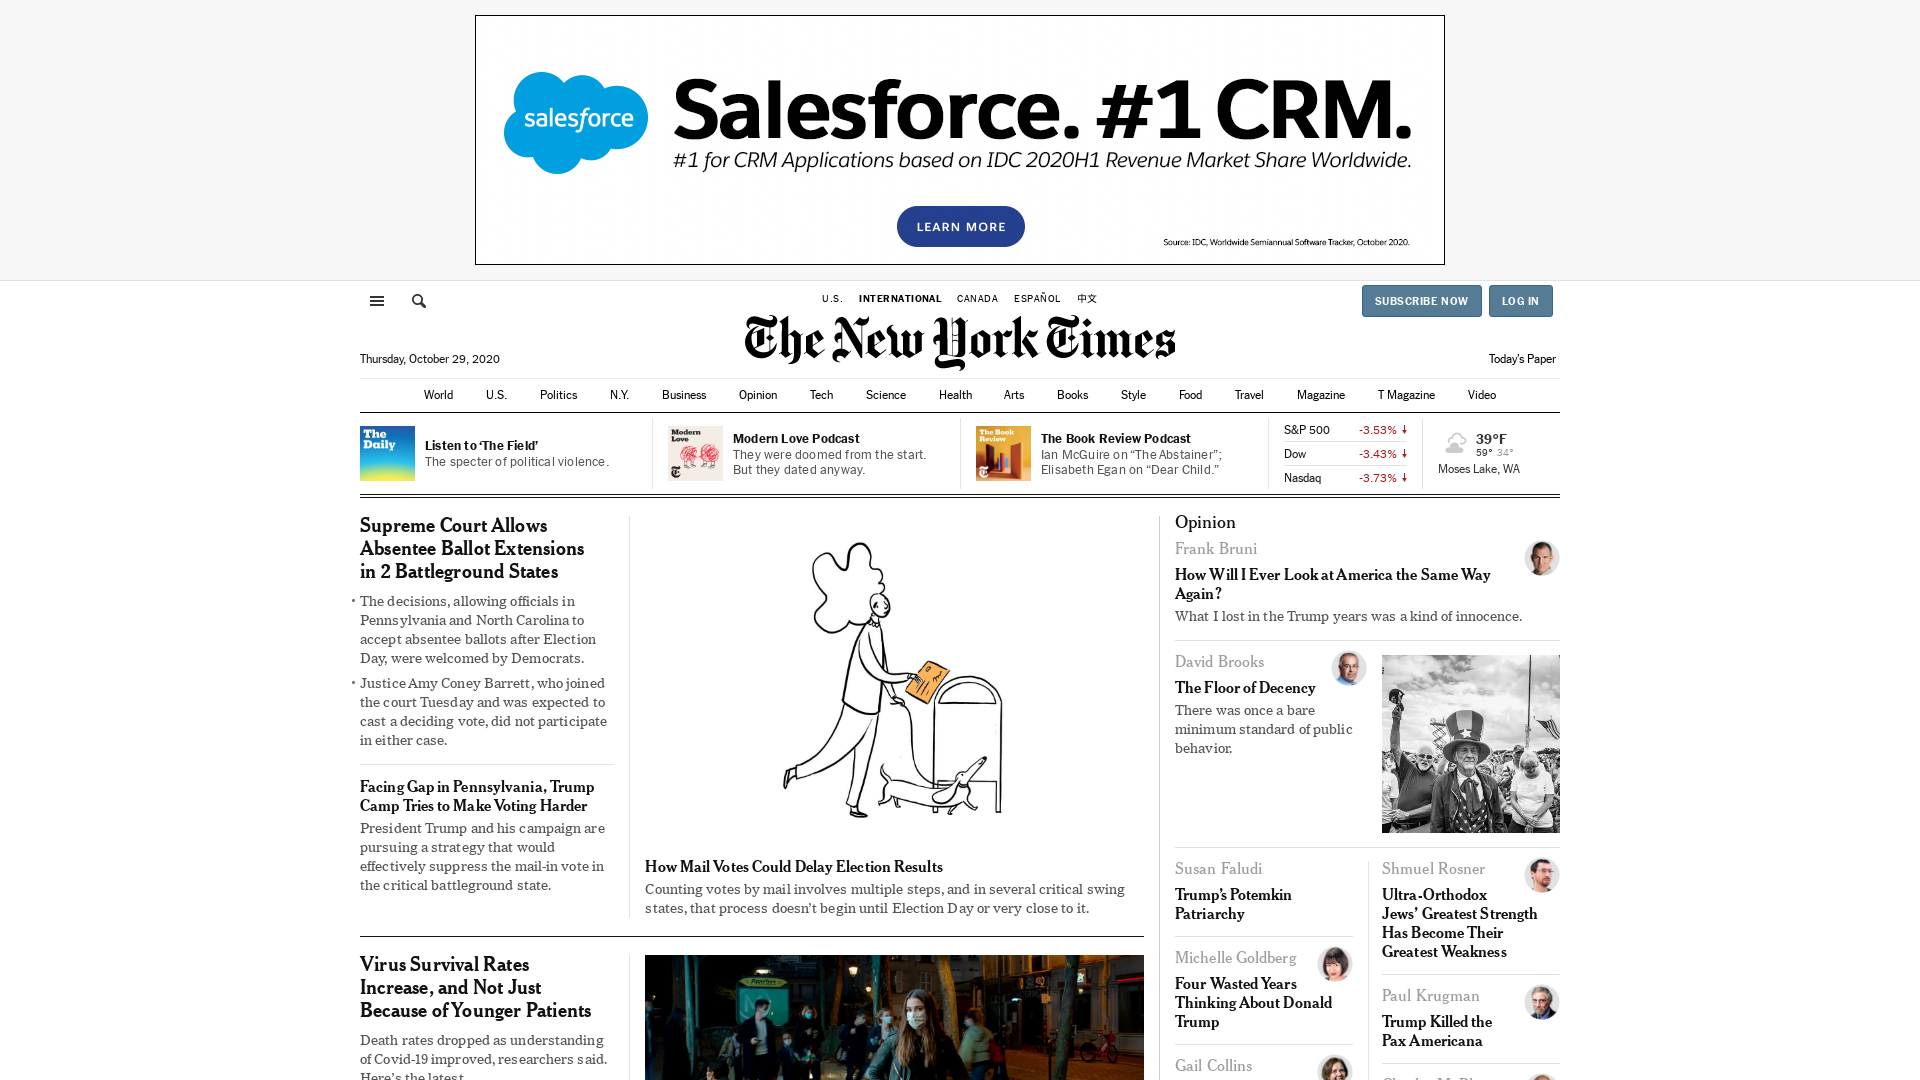 salesforce
Salesforce. #1 CRM.
#1 for CRM Applications based on IDC 2020H1 Revenue Market Share Worldwide.
LEARN MORE
Source: IDC, Worldwide Semiannual Software Tracker, October 2020.
U.S. INTERNATIONAL CANADA ESPAÑOL 中文
SUBSCRIBE NOW LOG IN
The New York Times
Thursday, October 29, 2020
Today's Paper
World U.S. Politics N.Y. Business Opinion Tech Science Health Arts Books Style Food Travel Magazine T Magazine Video
The Daily
Listen to ‘The Field’
The specter of political violence.
Modern Love
Modern Love Podcast
They were doomed from the start.
But they dated anyway.
The Book Review
The Book Review Podcast
Ian McGuire on “The Abstainer”;
Elisabeth Egan on “Dear Child.”
S&P 500 -3.53%
Dow -3.43%
Nasdaq -3.73%
39°F
59° 34°
Moses Lake, WA
Supreme Court Allows
Absentee Ballot Extensions
in 2 Battleground States
• The decisions, allowing officials in
Pennsylvania and North Carolina to
accept absentee ballots after Election
Day, were welcomed by Democrats.
• Justice Amy Coney Barrett, who joined
the court Tuesday and was expected to
cast a deciding vote, did not participate
in either case.
Facing Gap in Pennsylvania, Trump
Camp Tries to Make Voting Harder
President Trump and his campaign are
pursuing a strategy that would
effectively suppress the mail-in vote in
the critical battleground state.
How Mail Votes Could Delay Election Results
Counting votes by mail involves multiple steps, and in several critical swing
states, that process doesn’t begin until Election Day or very close to it.
Virus Survival Rates
Increase, and Not Just
Because of Younger Patients
Death rates dropped as understanding
of Covid-19 improved, researchers said.
Here’s the latest.
Opinion
Frank Bruni
How Will I Ever Look at America the Same Way
Again?
What I lost in the Trump years was a kind of innocence.
David Brooks
The Floor of Decency
There was once a bare
minimum standard of public
behavior.
Susan Faludi
Trump’s Potemkin
Patriarchy
Michelle Goldberg
Four Wasted Years
Thinking About Donald
Trump
Gail Collins
Shmuel Rosner
Ultra-Orthodox
Jews’ Greatest Strength
Has Become Their
Greatest Weakness
Paul Krugman
Trump Killed the
Pax Americana